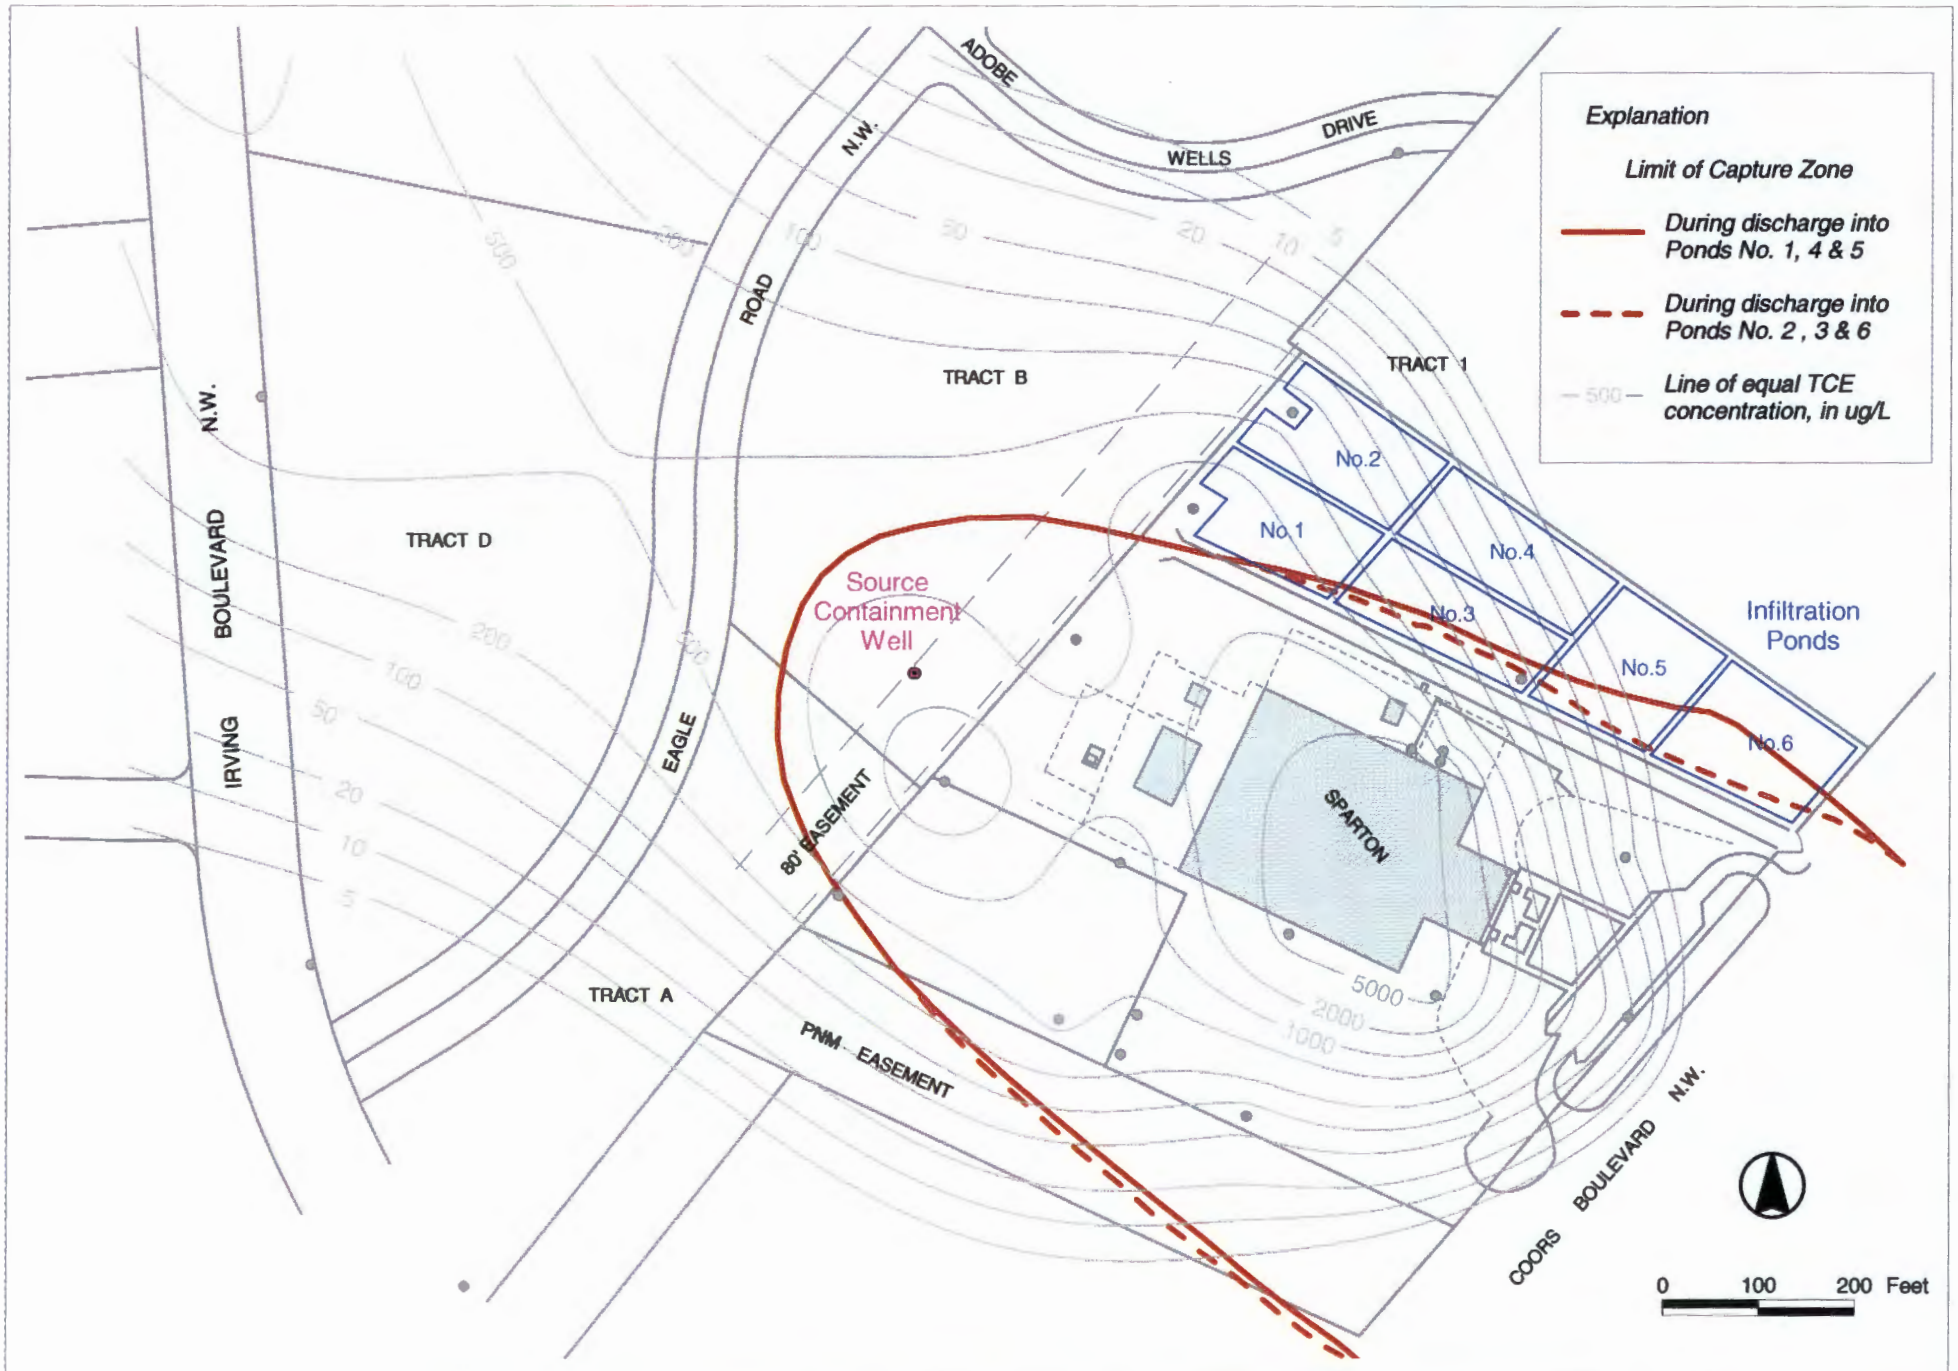 Explanation
Limit of Capture Zone
During discharge into
Ponds No. 1, 4 & 5
During discharge into
Ponds No. 2 , 3 & 6
500
Line of equal TCE
concentration, in ug/L
ADOBE
WELLS
DRIVE
N.W.
ROAD
EAGLE
500
200
100
50
20
10
5
TRACT B
TRACT 1
N.W.
BOULEVARD
IRVING
TRACT D
No.2
No.1
No.4
No.3
No.5
No.6
Infiltration
Ponds
Source
Containment
Well
200
100
50
20
10
5
500
80' EASEMENT
SPARTON
TRACT A
PNM EASEMENT
5000
2000
1000
COORS BOULEVARD N.W.
0 100 200 Feet